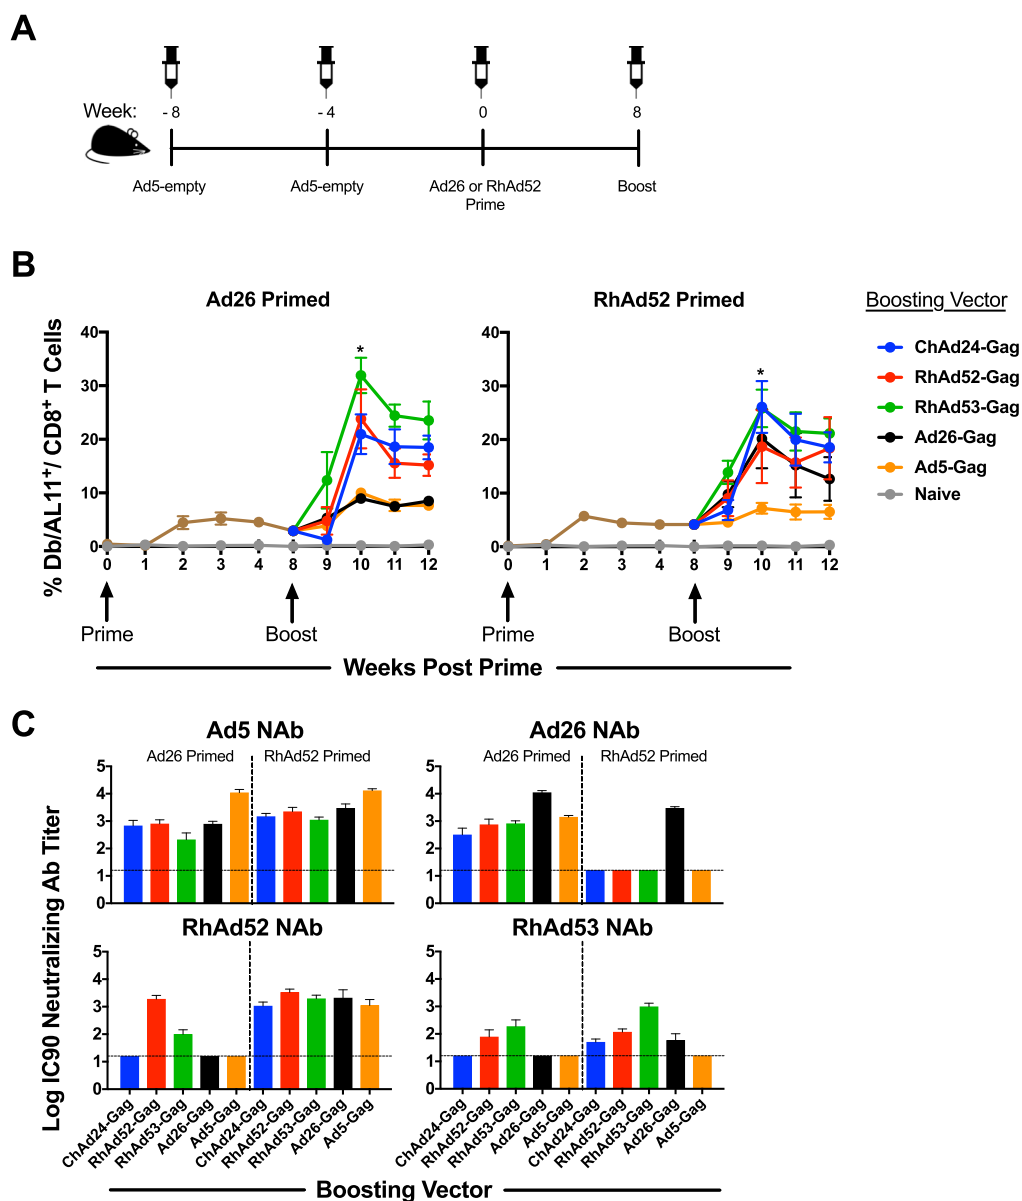 A
Week:
- 8
- 4
0
8
Ad5-empty
Ad5-empty
Ad26 or RhAd52
Prime
Boost
B
Ad26 Primed
RhAd52 Primed
Boosting Vector
ChAd24-Gag
RhAd52-Gag
RhAd53-Gag
Ad26-Gag
Ad5-Gag
Naive
% Db/AL11⁺/ CD8⁺ T Cells
40
30
20
10
0
*
0 1 2 3 4 8 9 10 11 12
Prime
Boost
40
30
20
10
0
*
0 1 2 3 4 8 9 10 11 12
Prime
Boost
Weeks Post Prime
C
Log IC90 Neutralizing Ab Titer
Ad5 NAb
Ad26 Primed
RhAd52 Primed
5
4
3
2
1
0
Ad26 NAb
Ad26 Primed
RhAd52 Primed
5
4
3
2
1
0
RhAd52 NAb
5
4
3
2
1
0
ChAd24-Gag
RhAd52-Gag
RhAd53-Gag
Ad26-Gag
Ad5-Gag
ChAd24-Gag
RhAd52-Gag
RhAd53-Gag
Ad26-Gag
Ad5-Gag
RhAd53 NAb
5
4
3
2
1
0
ChAd24-Gag
RhAd52-Gag
RhAd53-Gag
Ad26-Gag
Ad5-Gag
ChAd24-Gag
RhAd52-Gag
RhAd53-Gag
Ad26-Gag
Ad5-Gag
Boosting Vector